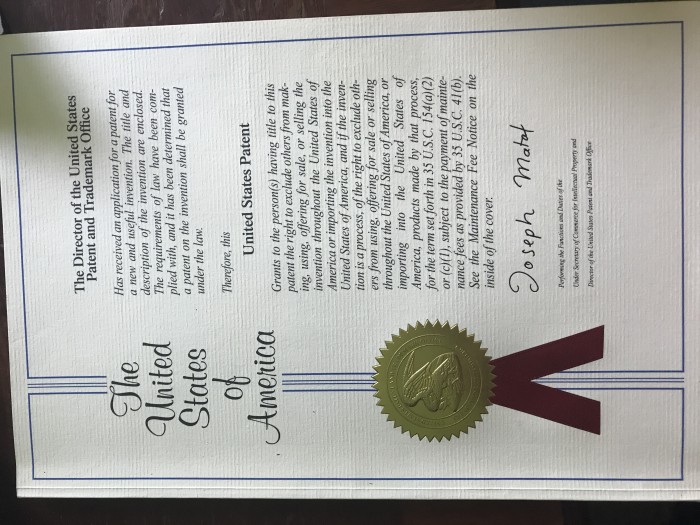 The
United
States
of
America
The Director of the United States
Patent and Trademark Office
Has received an application for a patent for
a new and useful invention. The title and
description of the invention are enclosed.
The requirements of law have been com-
plied with, and it has been determined that
a patent on the invention shall be granted
under the law.
Therefore, this
United States Patent
Grants to the person(s) having title to this
patent the right to exclude others from mak-
ing, using, offering for sale, or selling the
invention throughout the United States of
America or importing the invention into the
United States of America, and if the inven-
tion is a process, of the right to exclude oth-
ers from using, offering for sale or selling
throughout the United States of America, or
importing into the United States of
America, products made by that process,
for the term set forth in 35 U.S.C. 154(a)(2)
or (c)(1), subject to the payment of mainte-
nance fees as provided by 35 U.S.C. 41(b).
See the Maintenance Fee Notice on the
inside of the cover.
Joseph Matal
Performing the Functions and Duties of the
Under Secretary of Commerce for Intellectual Property and
Director of the United States Patent and Trademark Office